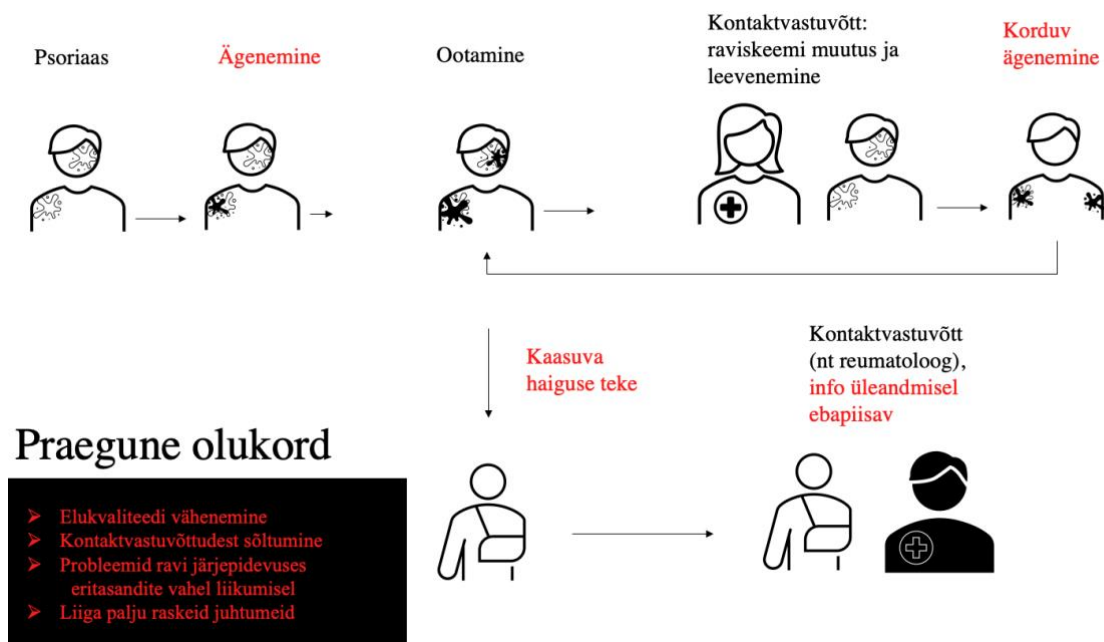 Psoriaas
Ägenemine
Ootamine
Kontaktvastuvõtt:
raviskeemi muutus ja
leevenemine
Korduv
ägenemine
Kaasuva
haiguse teke
Kontaktvastuvõtt
(nt reumatoloog),
info üleandmisel
ebapiisav
Praegune olukord
➢ Elukvaliteedi vähenemine
➢ Kontaktvastuvõttudest sõltumine
➢ Probleemid ravi järjepidevuses
eritasandite vahel liikumisel
➢ Liiga palju raskeid juhtumeid